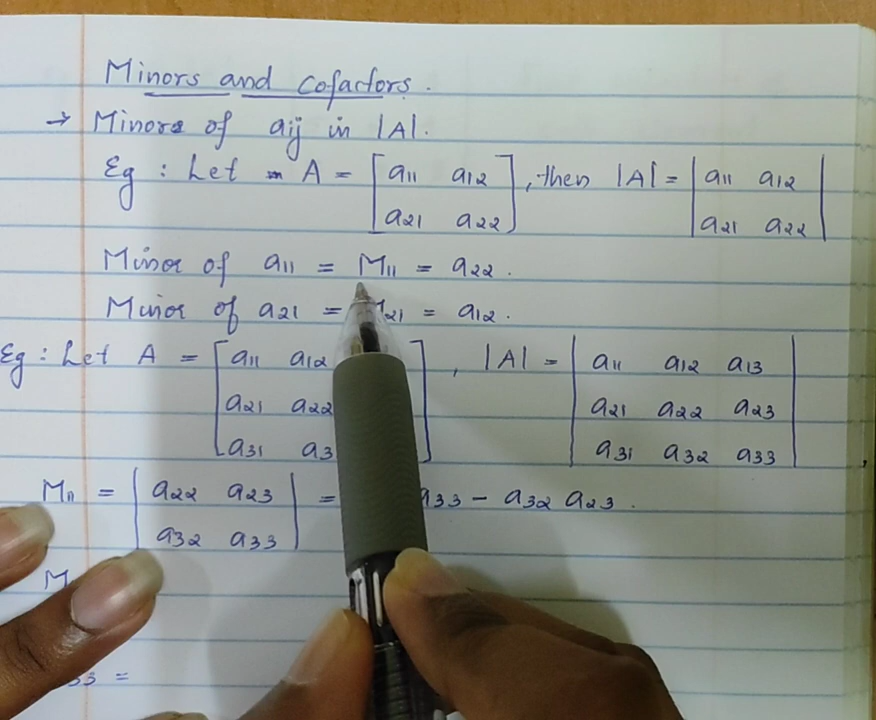 Minors and cofactors.
→ Minors of aij in |A|.
Eg : Let A = [a11 a12
a21 a22], then |A| = |a11 a12
a21 a22|
Minor of a11 = M11 = a22.
Minor of a21 = 21 = a12.
Eg : Let A = [a11 a12
a21 a22
a31 a3 ], |A| = |a11 a12 a13
a21 a22 a23
a31 a32 a33|
M11 = |a22 a23
a32 a33| = a33 - a32 a23.
M
33 =